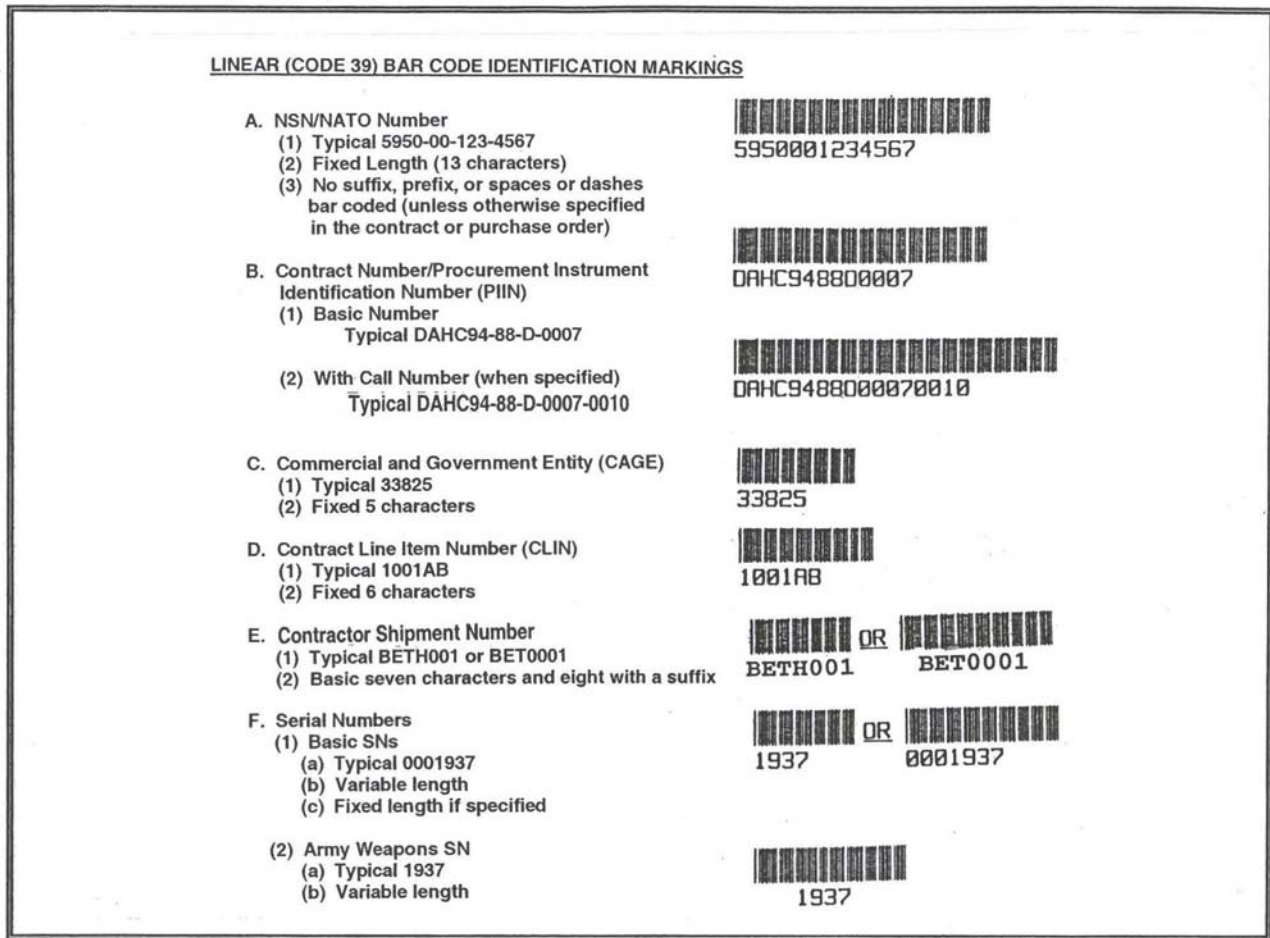 LINEAR (CODE 39) BAR CODE IDENTIFICATION MARKINGS
A. NSN/NATO Number
(1) Typical 5950-00-123-4567
(2) Fixed Length (13 characters)
(3) No suffix, prefix, or spaces or dashes
bar coded (unless otherwise specified
in the contract or purchase order)
5950001234567
B. Contract Number/Procurement Instrument
Identification Number (PIIN)
(1) Basic Number
Typical DAHC94-88-D-0007
DAHC9488D0007
(2) With Call Number (when specified)
Typical DAHC94-88-D-0007-0010
DAHC9488D00070010
C. Commercial and Government Entity (CAGE)
(1) Typical 33825
(2) Fixed 5 characters
33825
D. Contract Line Item Number (CLIN)
(1) Typical 1001AB
(2) Fixed 6 characters
1001AB
E. Contractor Shipment Number
(1) Typical BETH001 or BET0001
(2) Basic seven characters and eight with a suffix
OR
BETH001 BET0001
F. Serial Numbers
(1) Basic SNs
(a) Typical 0001937
(b) Variable length
(c) Fixed length if specified
OR
1937 0001937
(2) Army Weapons SN
(a) Typical 1937
(b) Variable length
1937